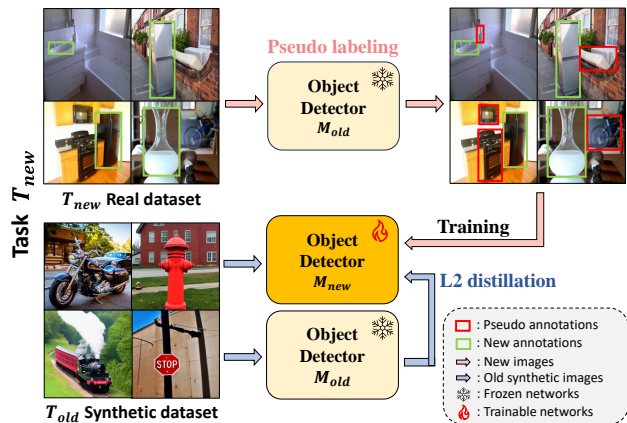 Task T_new
Pseudo labeling
Object
Detector
M_old
T_new Real dataset
Training
Object
Detector
M_new
L2 distillation
Object
Detector
M_old
STOP
T_old Synthetic dataset
: Pseudo annotations
: New annotations
: New images
: Old synthetic images
: Frozen networks
: Trainable networks